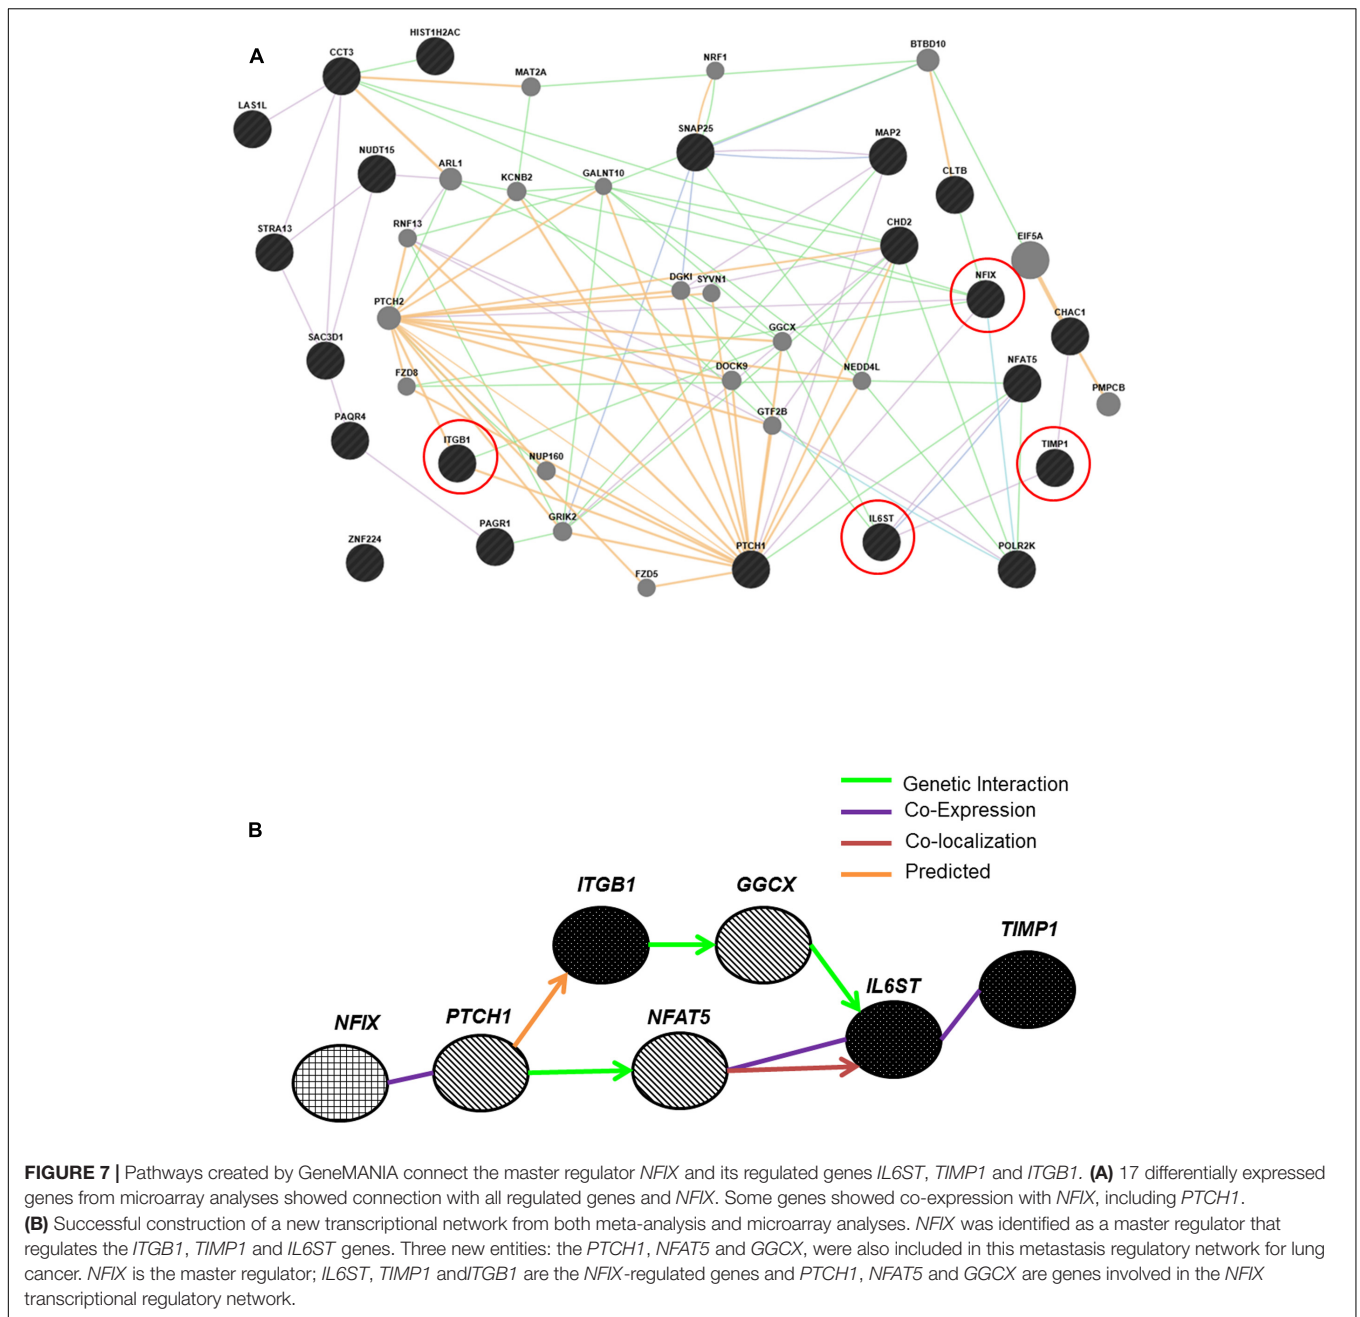 A
HIST1H2AC
CCT3
MAT2A
NRF1
BTBD10
LAS1L
NUDT15
ARL1
KCNB2
GALNT10
SNAP25
MAP2
CLTB
STRA13
RNF13
CHD2
EIF5A
NFIX
DGKI
SYVN1
PTCH2
SAC3D1
GGCX
CHAC1
FZD8
DOCK9
NEDD4L
NFAT5
PMPCB
PAQR4
ITGB1
NUP160
GTF2B
TIMP1
ZNF224
PAGR1
GRIK2
PTCH1
IL6ST
POLR2K
FZD5
Genetic Interaction
Co-Expression
Co-localization
Predicted
B
ITGB1
GGCX
TIMP1
NFIX
PTCH1
NFAT5
IL6ST
FIGURE 7 | Pathways created by GeneMANIA connect the master regulator NFIX and its regulated genes IL6ST, TIMP1 and ITGB1. (A) 17 differentially expressed
genes from microarray analyses showed connection with all regulated genes and NFIX. Some genes showed co-expression with NFIX, including PTCH1.
(B) Successful construction of a new transcriptional network from both meta-analysis and microarray analyses. NFIX was identified as a master regulator that
regulates the ITGB1, TIMP1 and IL6ST genes. Three new entities: the PTCH1, NFAT5 and GGCX, were also included in this metastasis regulatory network for lung
cancer. NFIX is the master regulator; IL6ST, TIMP1 andITGB1 are the NFIX-regulated genes and PTCH1, NFAT5 and GGCX are genes involved in the NFIX
transcriptional regulatory network.